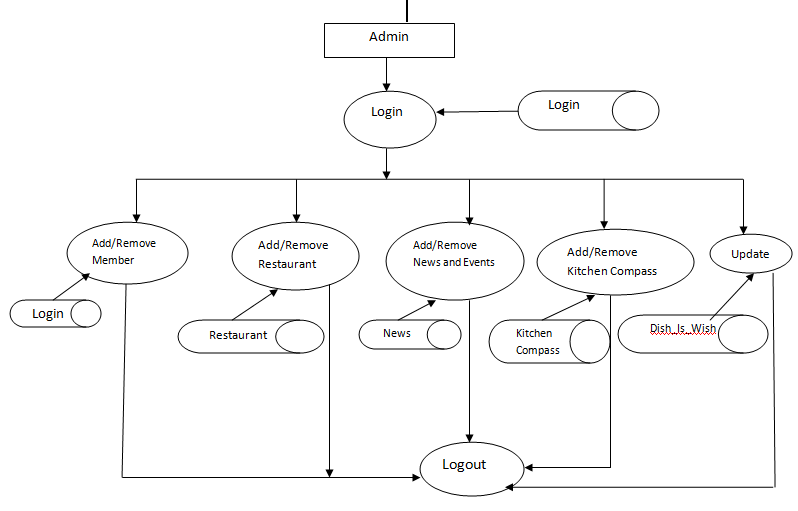 Admin
Login
Login
Add/Remove
Member
Add/Remove
Restaurant
Add/Remove
News and Events
Add/Remove
Kitchen Compass
Update
Login
Restaurant
News
Kitchen
Compass
Dish_Is_Wish
Logout